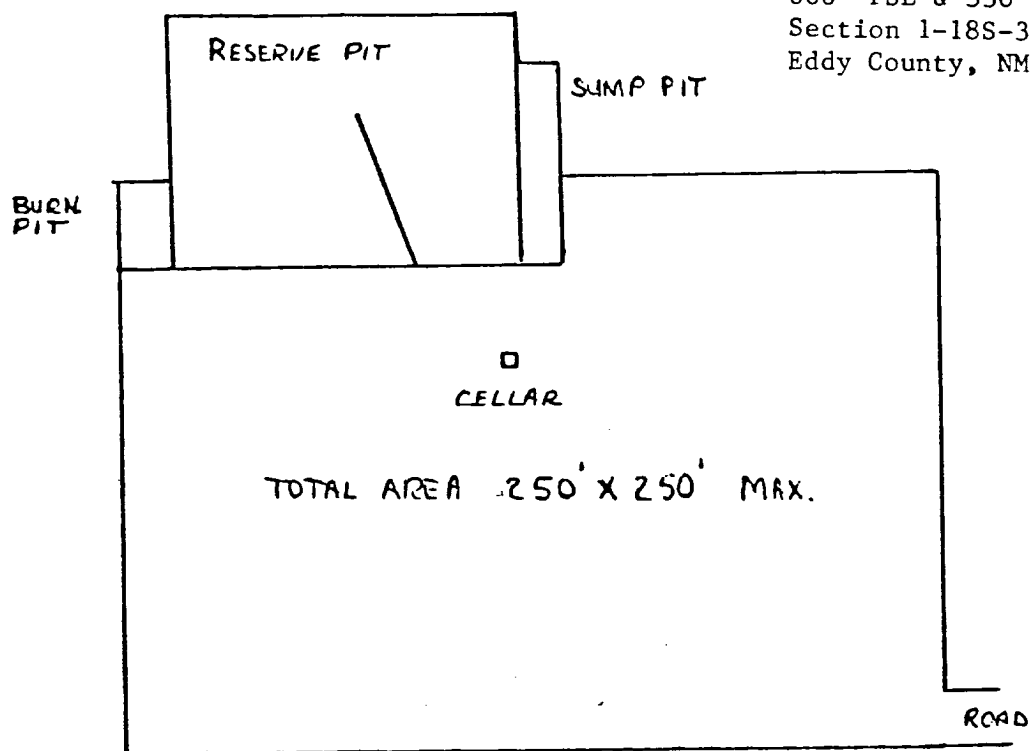 Section 1-18S-3
Eddy County, NM
RESERVE PIT
SUMP PIT
BURN
PIT
CELLAR
TOTAL AREA 250' X 250' MAX.
ROAD